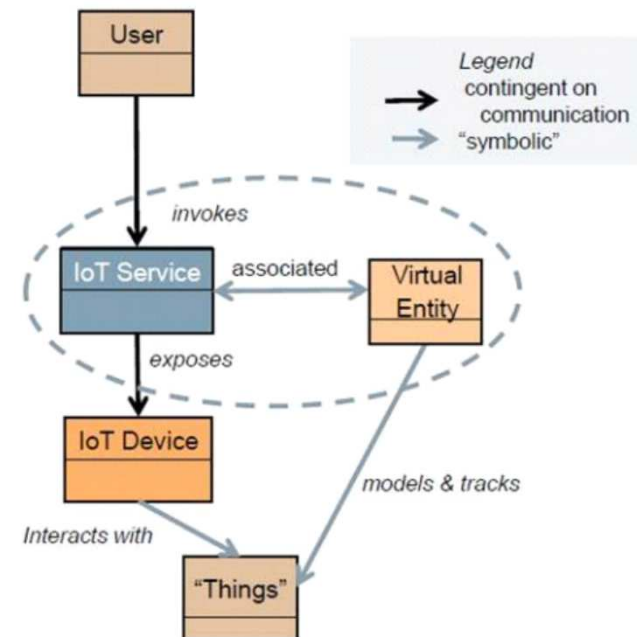 User
Legend
contingent on
communication
"symbolic"
invokes
IoT Service
associated
Virtual
Entity
exposes
IoT Device
models & tracks
Interacts with
"Things"